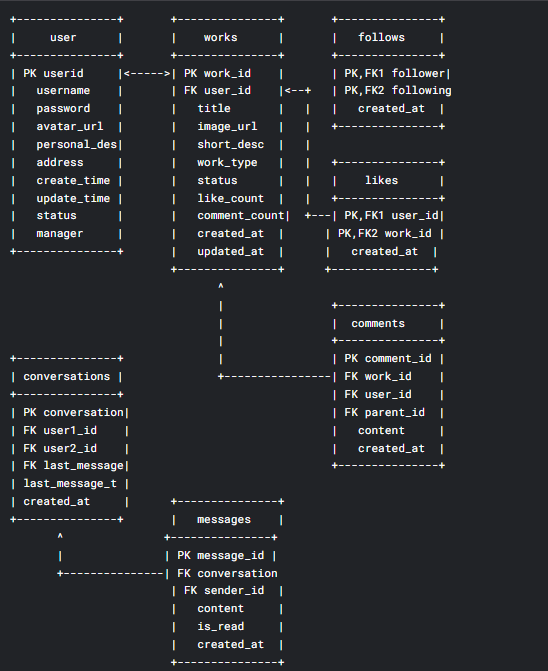 user
PK userid
username
password
avatar_url
personal_des
address
create_time
update_time
status
manager
works
PK work_id
FK user_id
title
image_url
short_desc
work_type
status
like_count
comment_count
created_at
updated_at
follows
PK,FK1 follower
PK,FK2 following
created_at
likes
PK,FK1 user_id
PK,FK2 work_id
created_at
comments
PK comment_id
FK work_id
FK user_id
FK parent_id
content
created_at
conversations
PK conversation
FK user1_id
FK user2_id
FK last_message
last_message_t
created_at
messages
PK message_id
FK conversation
FK sender_id
content
is_read
created_at